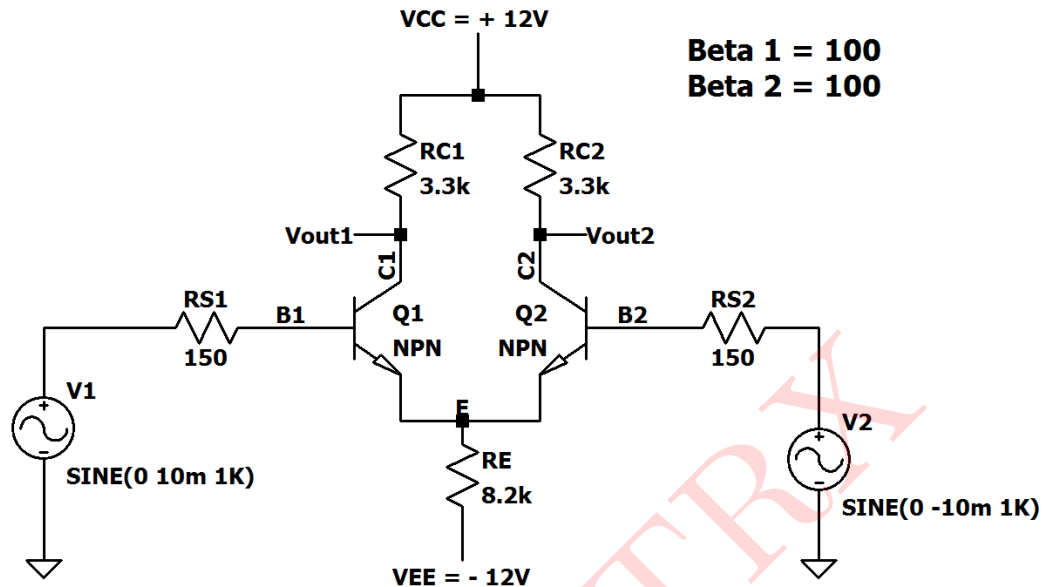 VCC = + 12V
Beta 1 = 100
Beta 2 = 100
RC1
3.3k
RC2
3.3k
Vout1
Vout2
C1
C2
RS1
150
B1
Q1
NPN
Q2
NPN
B2
RS2
150
V1
SINE(0 10m 1K)
E
RE
8.2k
V2
SINE(0 -10m 1K)
VEE = - 12V
TRX